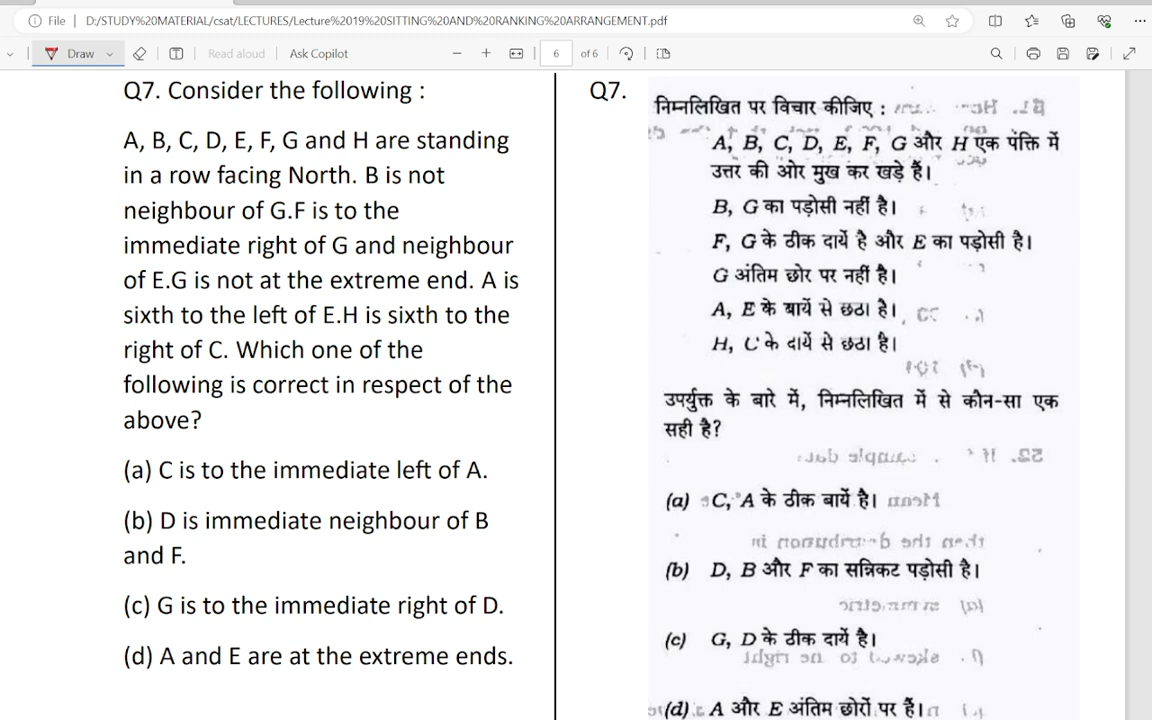 File
D:/STUDY%20MATERIAL/csat/LECTURES/Lecture%2019%20SITTING%20AND%20RANKING%20ARRANGEMENT.pdf
Draw
Read aloud
Ask Copilot
6
of 6
Q7. Consider the following :
A, B, C, D, E, F, G and H are standing
in a row facing North. B is not
neighbour of G.F is to the
immediate right of G and neighbour
of E.G is not at the extreme end. A is
sixth to the left of E.H is sixth to the
right of C. Which one of the
following is correct in respect of the
above?
(a) C is to the immediate left of A.
(b) D is immediate neighbour of B
and F.
(c) G is to the immediate right of D.
(d) A and E are at the extreme ends.
Q7.
निम्नलिखित पर विचार कीजिए :
A, B, C, D, E, F, G और H एक पंक्ति में
उत्तर की ओर मुख कर खड़े हैं।
B, G का पड़ोसी नहीं है।
F, G के ठीक दायें है और E का पड़ोसी है।
G अंतिम छोर पर नहीं है।
A, E के बायें से छठा है।
H, C के दायें से छठा है।
उपर्युक्त के बारे में, निम्नलिखित में से कौन-सा एक
सही है?
(a) C, A के ठीक बायें है।
(b) D, B और F का सन्निकट पड़ोसी है।
(c) G, D के ठीक दायें है।
(d) A और E अंतिम छोरों पर हैं।